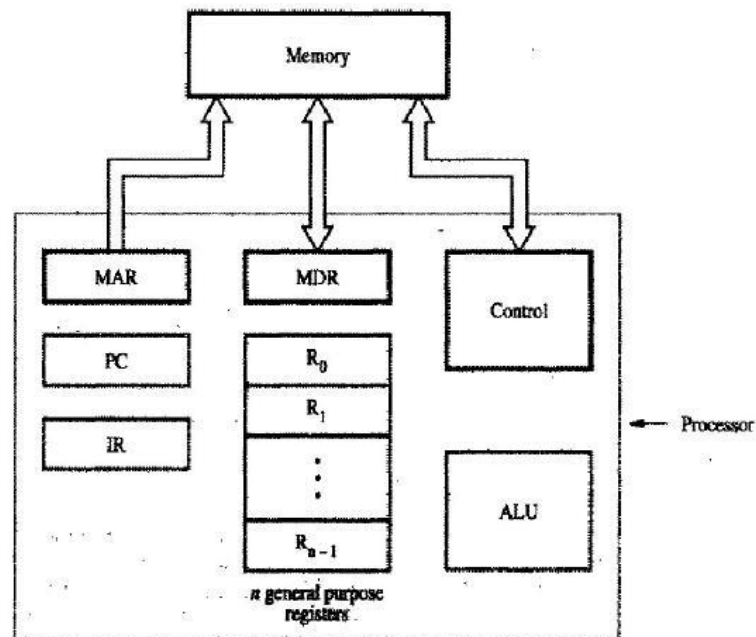 Memory
MAR
MDR
Control
PC
R₀
IR
R₁
Processor
ALU
Rₙ₋₁
n general purpose
registers